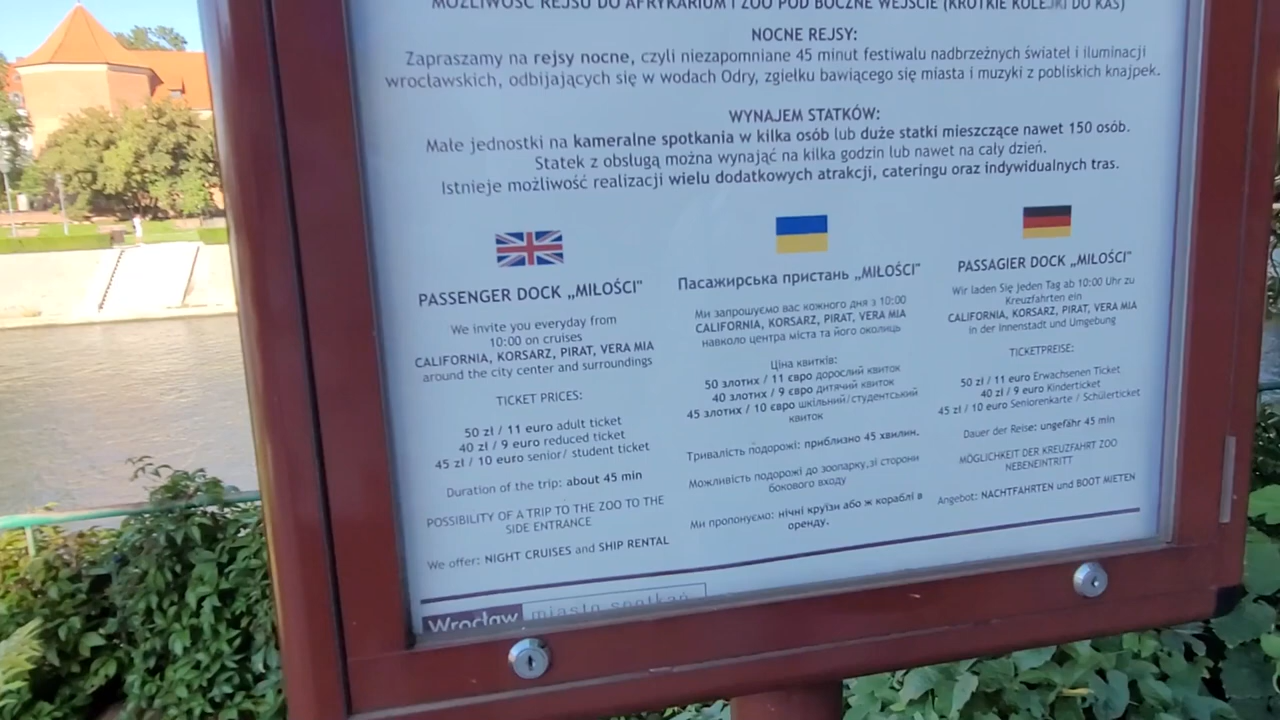 MOŻLIWOŚĆ REJSU DO AFRYKARIUM I ZOO POD BOCZNE WEJŚCIE (KRÓTKIE KOLEJKI DO KAS)
NOCNE REJSY:
Zapraszamy na rejsy nocne, czyli niezapomniane 45 minut festiwalu nadbrzeżnych świateł i iluminacji
wrocławskich, odbijających się w wodach Odry, zgiełku bawiącego się miasta i muzyki z pobliskich knajpek.
WYNAJEM STATKÓW:
Małe jednostki na kameralne spotkania w kilka osób lub duże statki mieszczące nawet 150 osób.
Statek z obsługą można wynająć na kilka godzin lub nawet na cały dzień.
Istnieje możliwość realizacji wielu dodatkowych atrakcji, cateringu oraz indywidualnych tras.
PASSENGER DOCK „MIŁOŚCI"
We invite you everyday from
10:00 on cruises
CALIFORNIA, KORSARZ, PIRAT, VERA MIA
around the city center and surroundings
TICKET PRICES:
50 zł / 11 euro adult ticket
40 zł / 9 euro reduced ticket
45 zł / 10 euro senior/ student ticket
Duration of the trip: about 45 min
POSSIBILITY OF A TRIP TO THE ZOO TO THE
SIDE ENTRANCE
We offer: NIGHT CRUISES and SHIP RENTAL
Пасажирська пристань „MIŁOŚCI"
Ми запрошуємо вас кожного дня з 10:00
CALIFORNIA, KORSARZ, PIRAT, VERA MIA
навколо центра міста та його околиць
Ціна квитків:
50 злотих / 11 євро дорослий квиток
40 злотих / 9 євро дитячий квиток
45 злотих / 10 євро шкільний/студентський
квиток
Тривалість подорожі: приблизно 45 хвилин.
Можливість подорожі до зоопарку,зі сторони
бокового входу
Ми пропонуємо: нічні круїзи або ж кораблі в
оренду.
PASSAGIER DOCK „MIŁOŚCI"
Wir laden Sie jeden Tag ab 10:00 Uhr zu
Kreuzfahrten ein
CALIFORNIA, KORSARZ, PIRAT, VERA MIA
in der Innenstadt und Umgebung
TICKETPREISE:
50 zł / 11 euro Erwachsenen Ticket
40 zł / 9 euro Kinderticket
45 zł / 10 euro Seniorenkarte / Schülerticket
Dauer der Reise: ungefähr 45 min
MÖGLICHKEIT DER KREUZFAHRT ZOO
NEBENEINTRITT
Angebot: NACHTFAHRTEN und BOOT MIETEN
Wrocław miasto spotkań